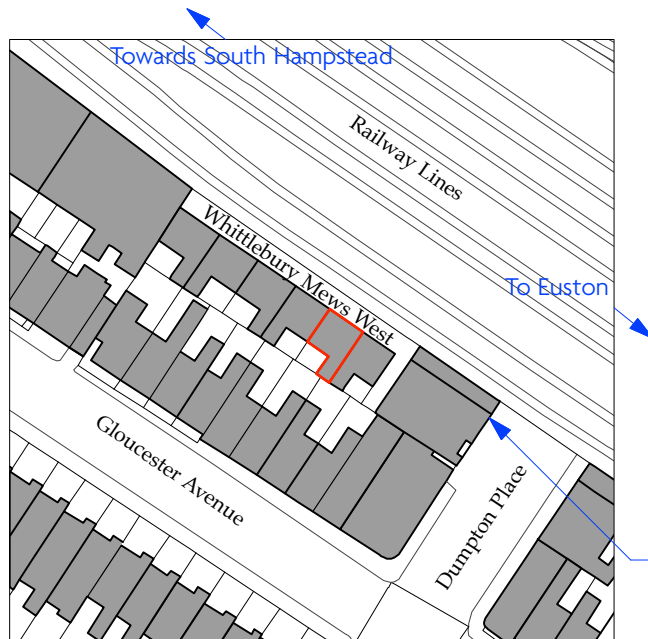 Towards South Hampstead
Railway Lines
Whittlebury Mews West
To Euston
Gloucester Avenue
Dumpton Place